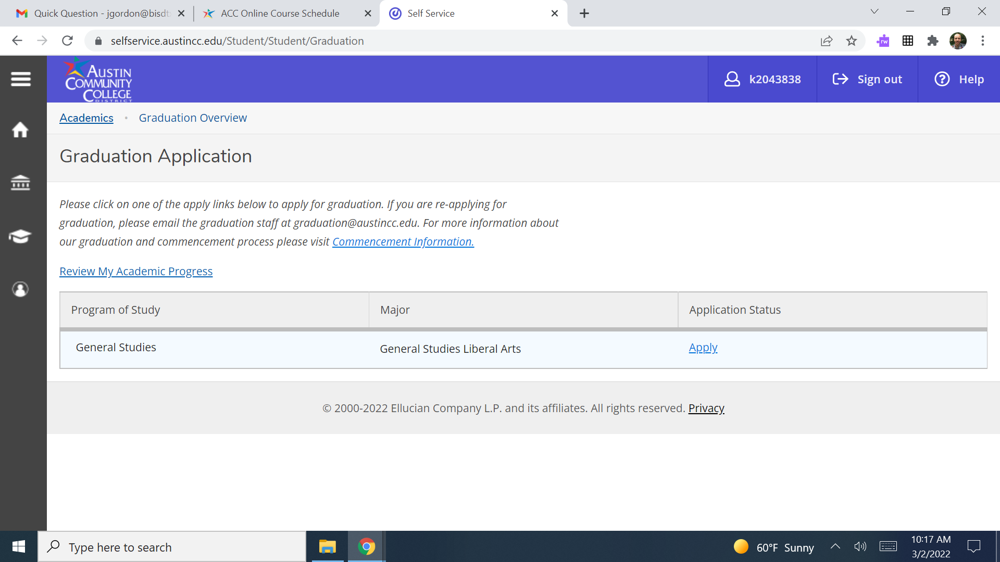 Quick Question - jgordon@bisdt
ACC Online Course Schedule
Self Service
selfservice.austincc.edu/Student/Student/Graduation
rw
AUSTIN
COMMUNITY
COLLEGE
DISTRICT
k2043838
Sign out
Help
Academics • Graduation Overview
Graduation Application
Please click on one of the apply links below to apply for graduation. If you are re-applying for
graduation, please email the graduation staff at graduation@austincc.edu. For more information about
our graduation and commencement process please visit Commencement Information.
Review My Academic Progress
Program of Study Major Application Status
General Studies General Studies Liberal Arts Apply
© 2000-2022 Ellucian Company L.P. and its affiliates. All rights reserved. Privacy
Type here to search
60°F Sunny
10:17 AM
3/2/2022